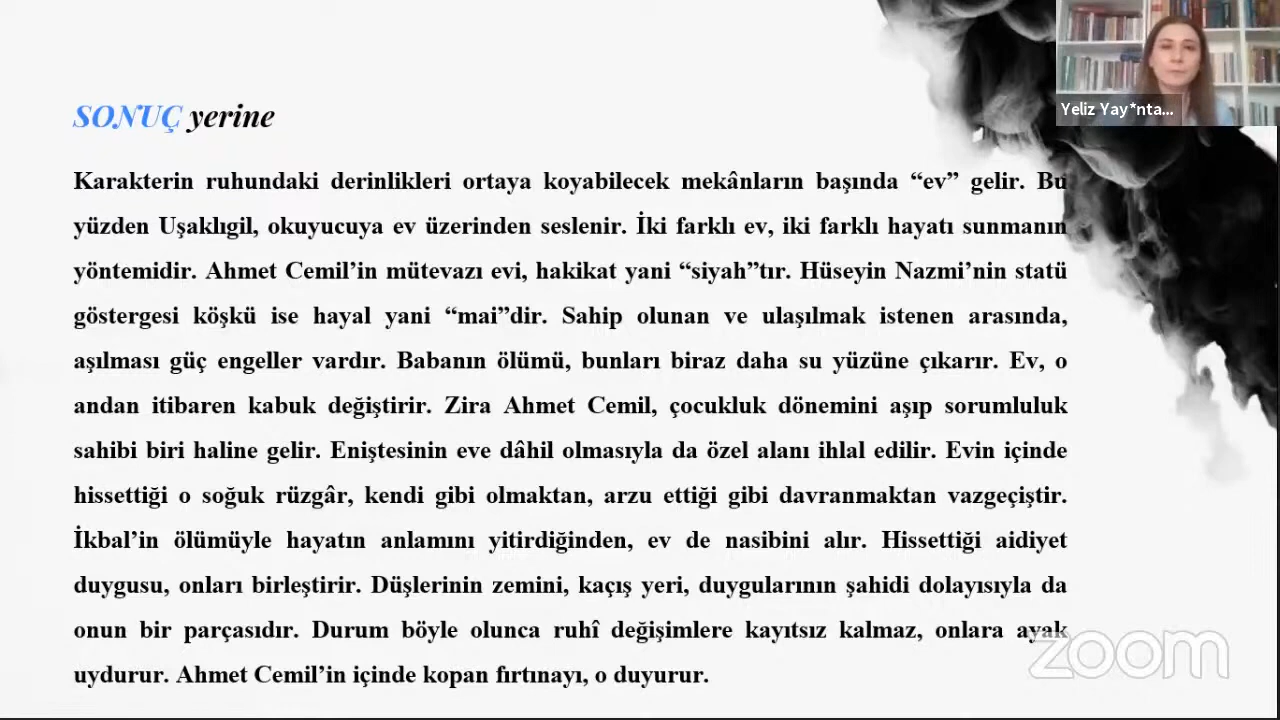 Yeliz Yay*nta...
SONUÇ yerine
Karakterin ruhundaki derinlikleri ortaya koyabilecek mekânların başında “ev” gelir. Bu
yüzden Uşaklıgil, okuyucuya ev üzerinden seslenir. İki farklı ev, iki farklı hayatı sunmanın
yöntemidir. Ahmet Cemil’in mütevazı evi, hakikat yani “siyah”tır. Hüseyin Nazmi’nin statü
göstergesi köşkü ise hayal yani “mai”dir. Sahip olunan ve ulaşılmak istenen arasında,
aşılması güç engeller vardır. Babanın ölümü, bunları biraz daha su yüzüne çıkarır. Ev, o
andan itibaren kabuk değiştirir. Zira Ahmet Cemil, çocukluk dönemini aşıp sorumluluk
sahibi biri haline gelir. Eniştesinin eve dâhil olmasıyla da özel alanı ihlal edilir. Evin içinde
hissettiği o soğuk rüzgâr, kendi gibi olmaktan, arzu ettiği gibi davranmaktan vazgeçiştir.
İkbal’in ölümüyle hayatın anlamını yitirdiğinden, ev de nasibini alır. Hissettiği aidiyet
duygusu, onları birleştirir. Düşlerinin zemini, kaçış yeri, duygularının şahidi dolayısıyla da
onun bir parçasıdır. Durum böyle olunca ruhî değişimlere kayıtsız kalmaz, onlara ayak
uydurur. Ahmet Cemil’in içinde kopan fırtınayı, o duyurur.
zoom